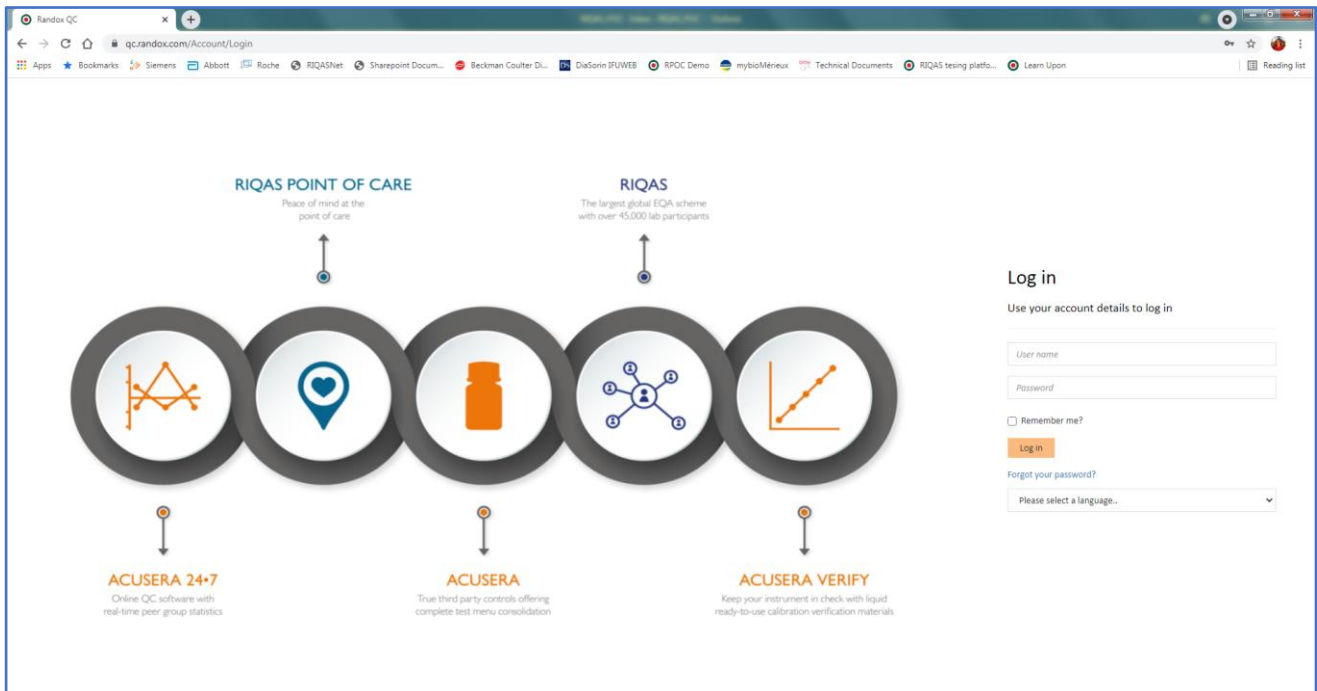 Randox QC
qc.randox.com/Account/Login
Apps Bookmarks Siemens Abbott Roche RIQASNet Sharepoint Docum... Beckman Coulter Di... DiaSorin IFUWEB RPOC Demo mybioMérieux Technical Documents RIQAS tesing platfo... Learn Upon Reading list
RIQAS POINT OF CARE
Peace of mind at the
point of care
RIQAS
The largest global EQA scheme
with over 45,000 lab participants
Log in
Use your account details to log in
User name
Password
Remember me?
Log in
Forgot your password?
Please select a language..
ACUSERA 24•7
Online QC software with
real-time peer group statistics
ACUSERA
True third party controls offering
complete test menu consolidation
ACUSERA VERIFY
Keep your instrument in check with liquid
ready-to-use calibration verification materials